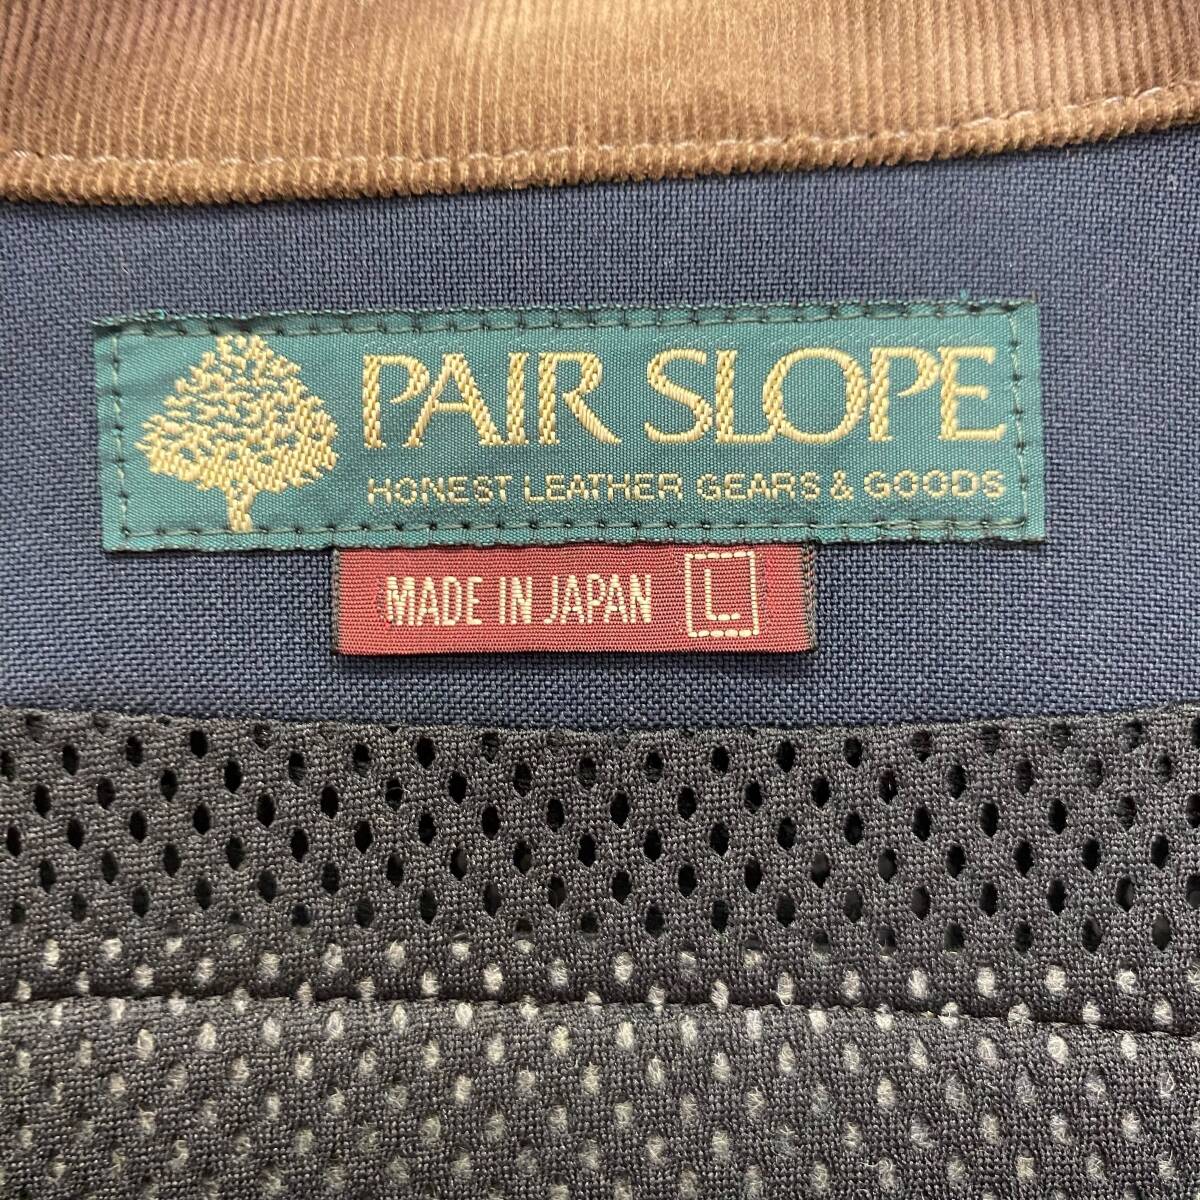 PAIR SLOPE
HONEST LEATHER GEARS & GOODS
MADE IN JAPAN L